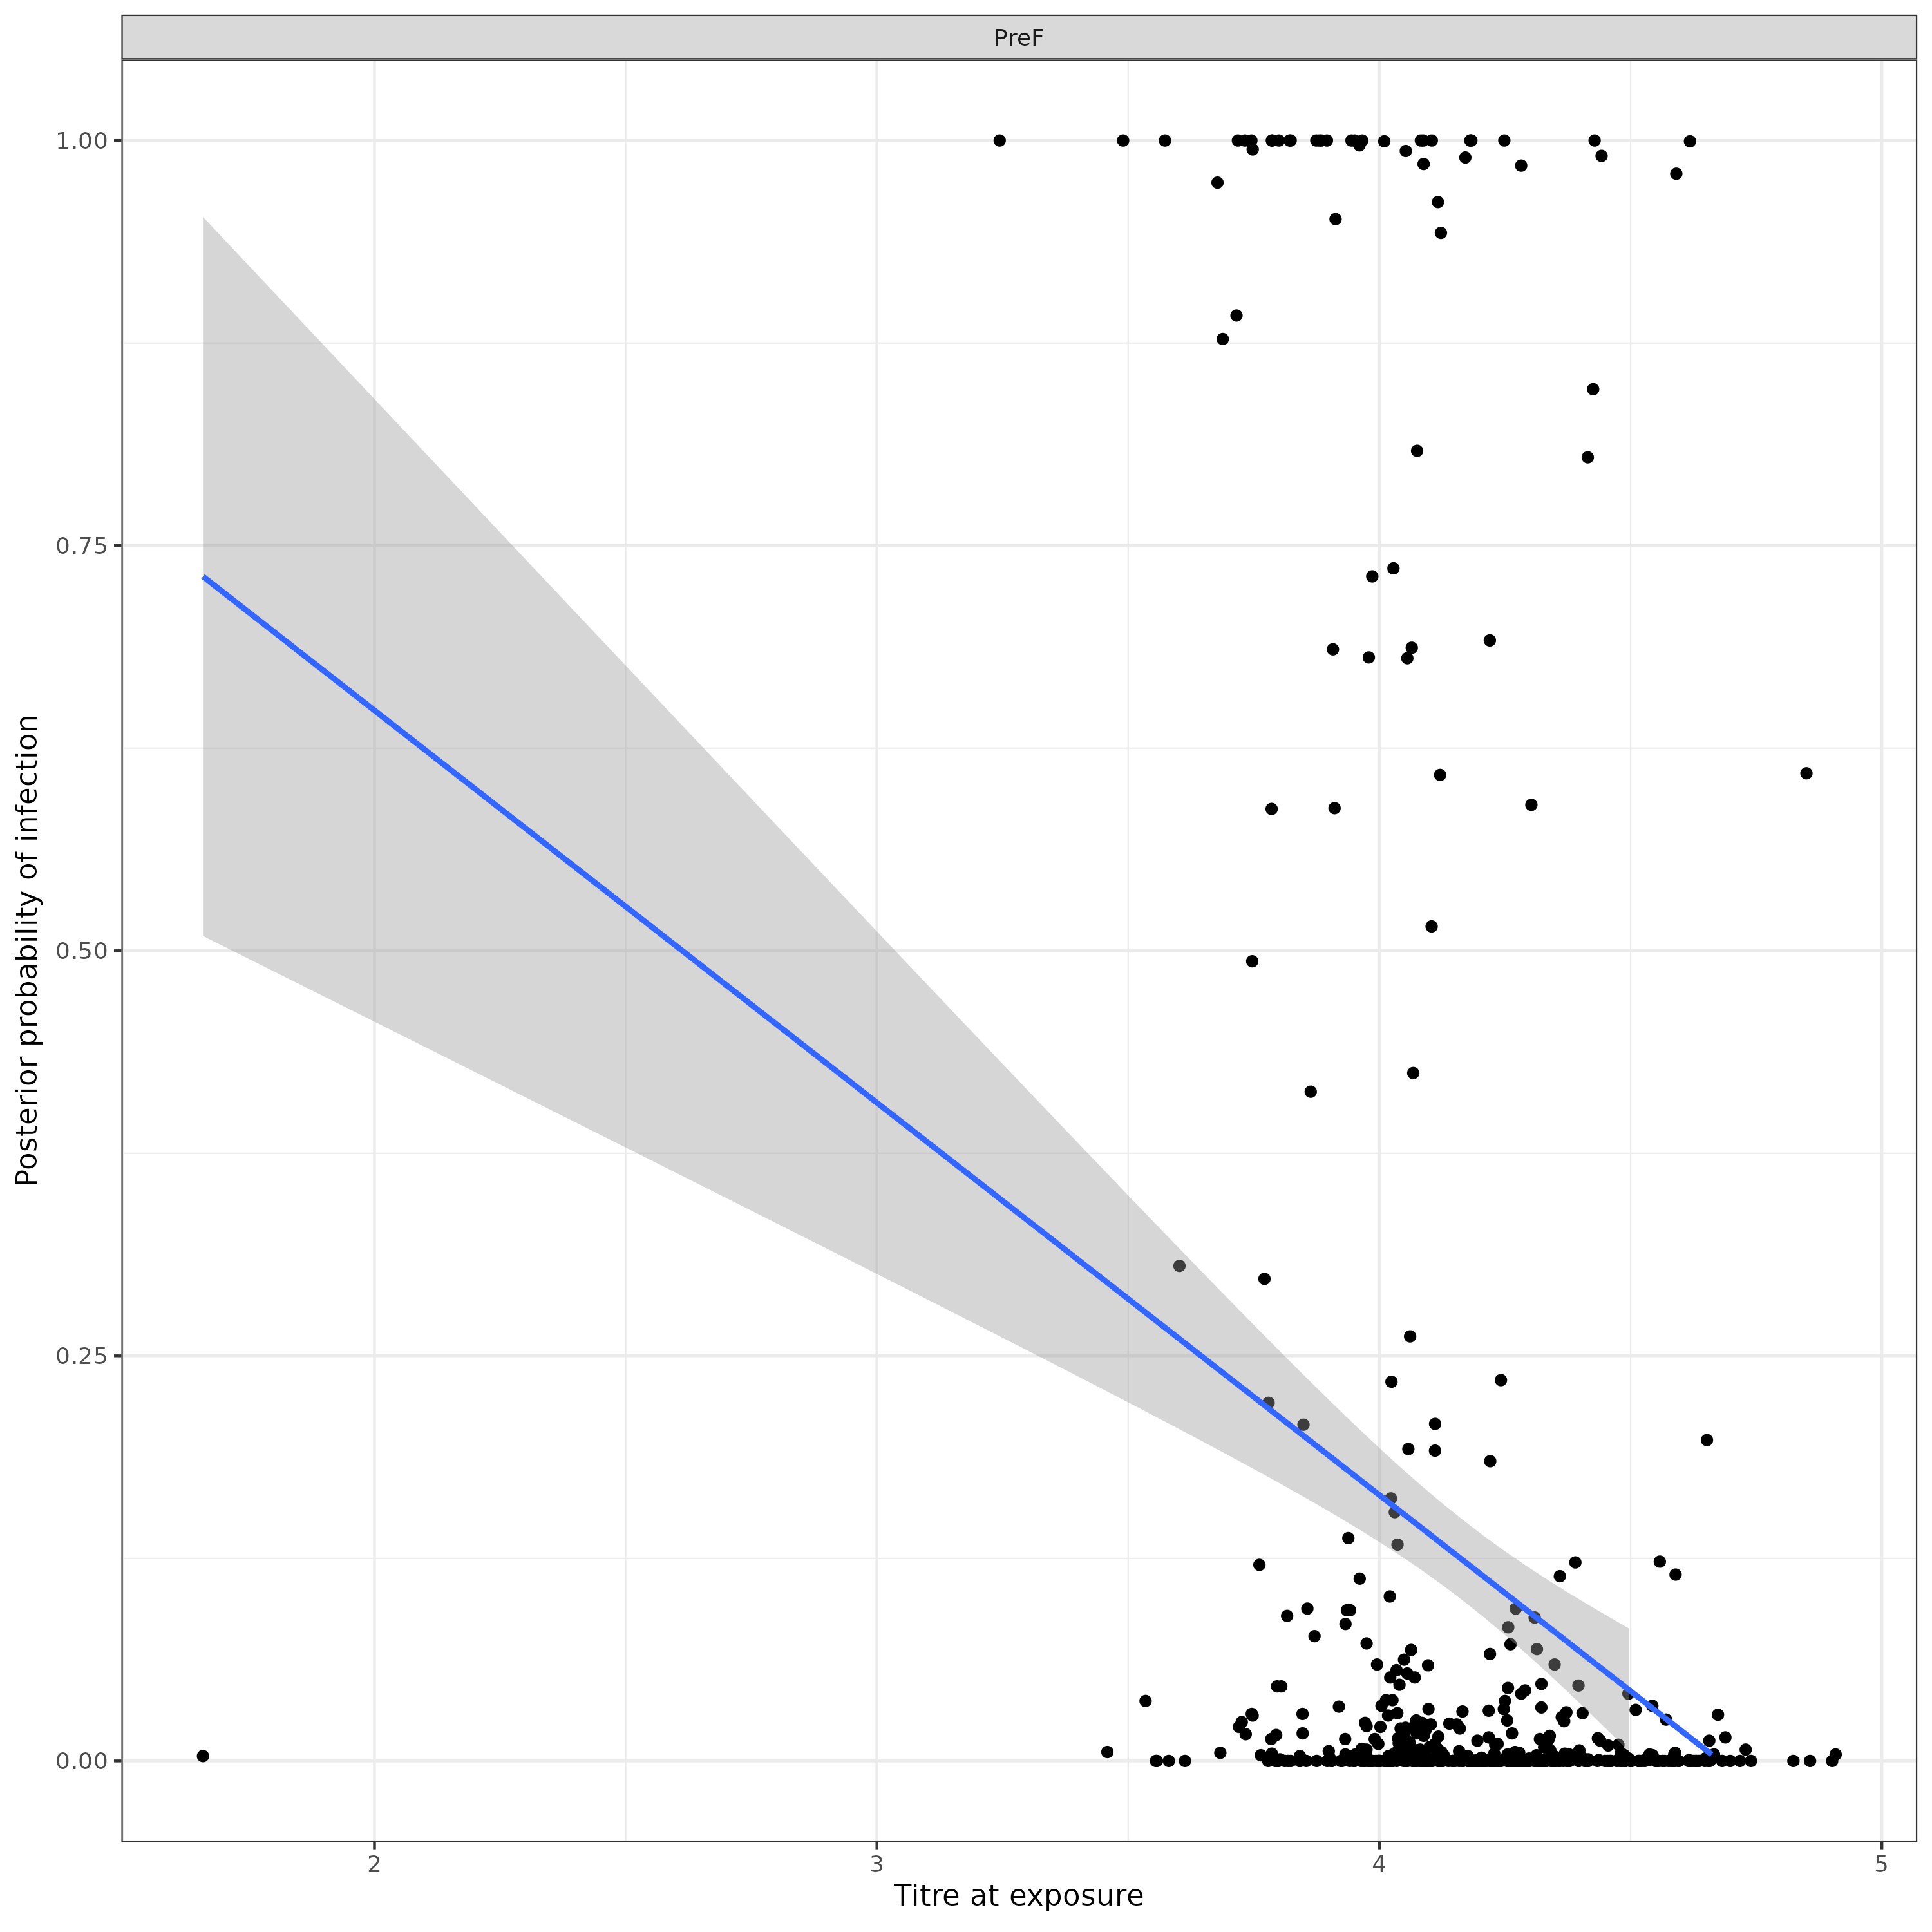 PreF
1.00
0.75
0.50
0.25
0.00
Posterior probability of infection
2 3 4 5
Titre at exposure